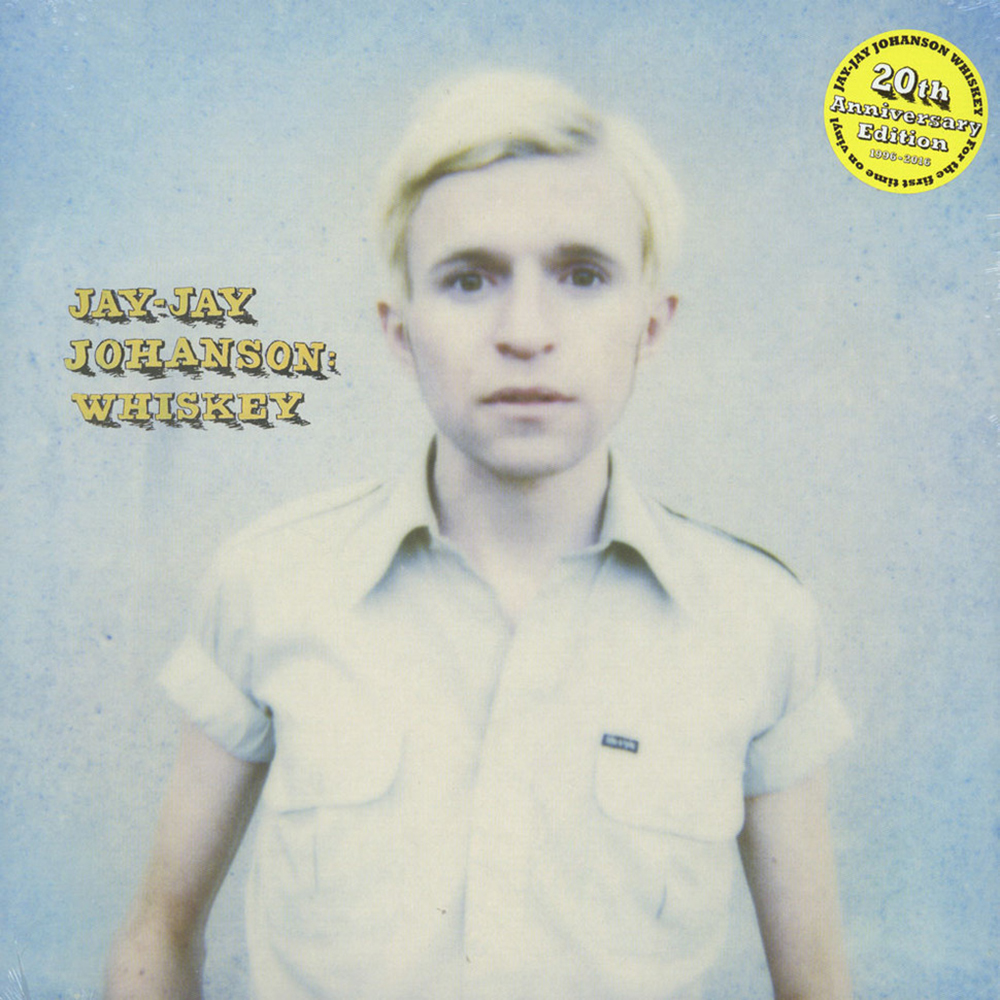 JAY-JAY
JOHANSON:
WHISKEY
JAY-JAY JOHANSON WHISKEY
20th
Anniversary
Edition
1996-2016
For the first time on vinyl